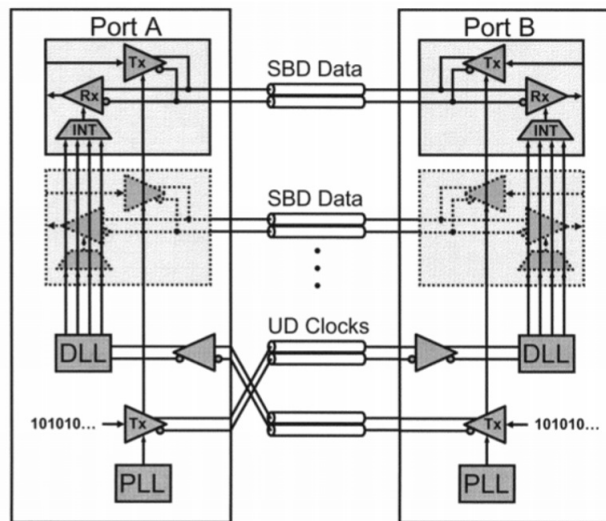 Port A
Port B
Tx
SBD Data
Tx
Rx
Rx
INT
INT
SBD Data
UD Clocks
DLL
DLL
101010...
Tx
Tx
101010...
PLL
PLL